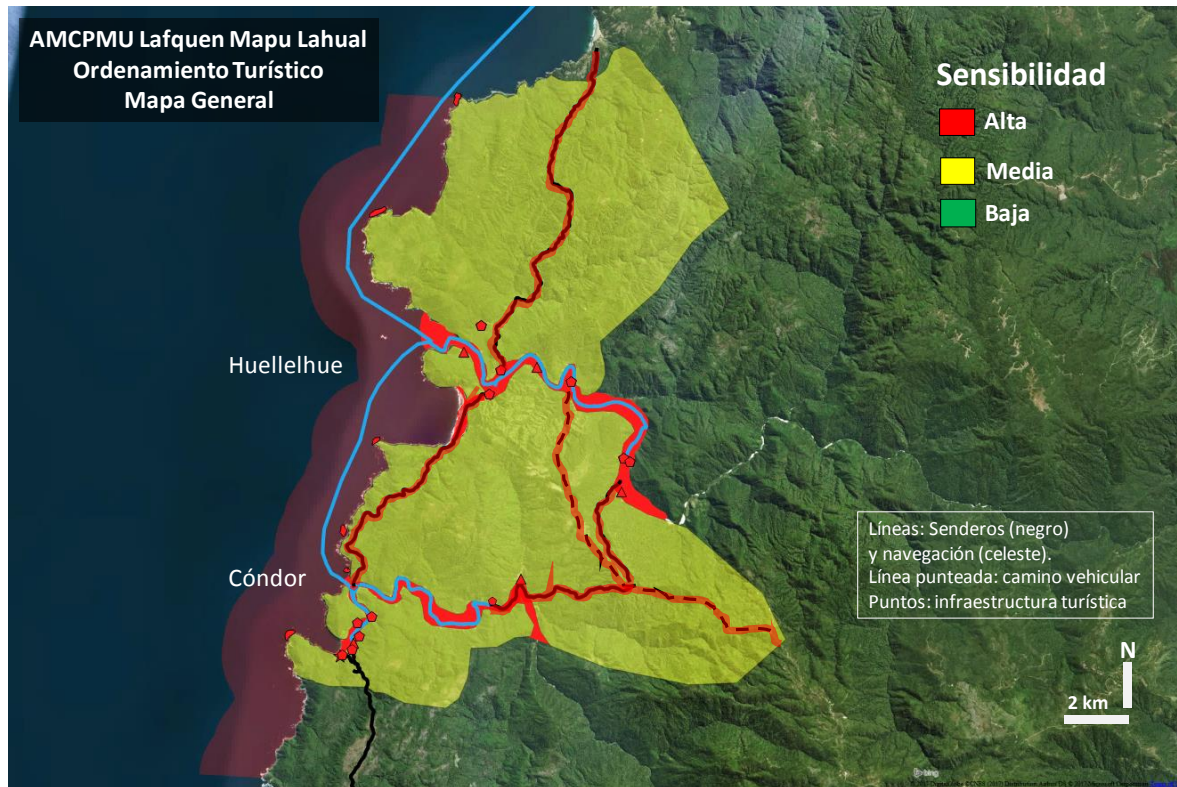 AMCPMU Lafquen Mapu Lahual
Ordenamiento Turístico
Mapa General
Sensibilidad
Alta
Media
Baja
Huellelhue
Cóndor
Líneas: Senderos (negro)
y navegación (celeste).
Línea punteada: camino vehicular
Puntos: infraestructura turística
N
2 km
bing